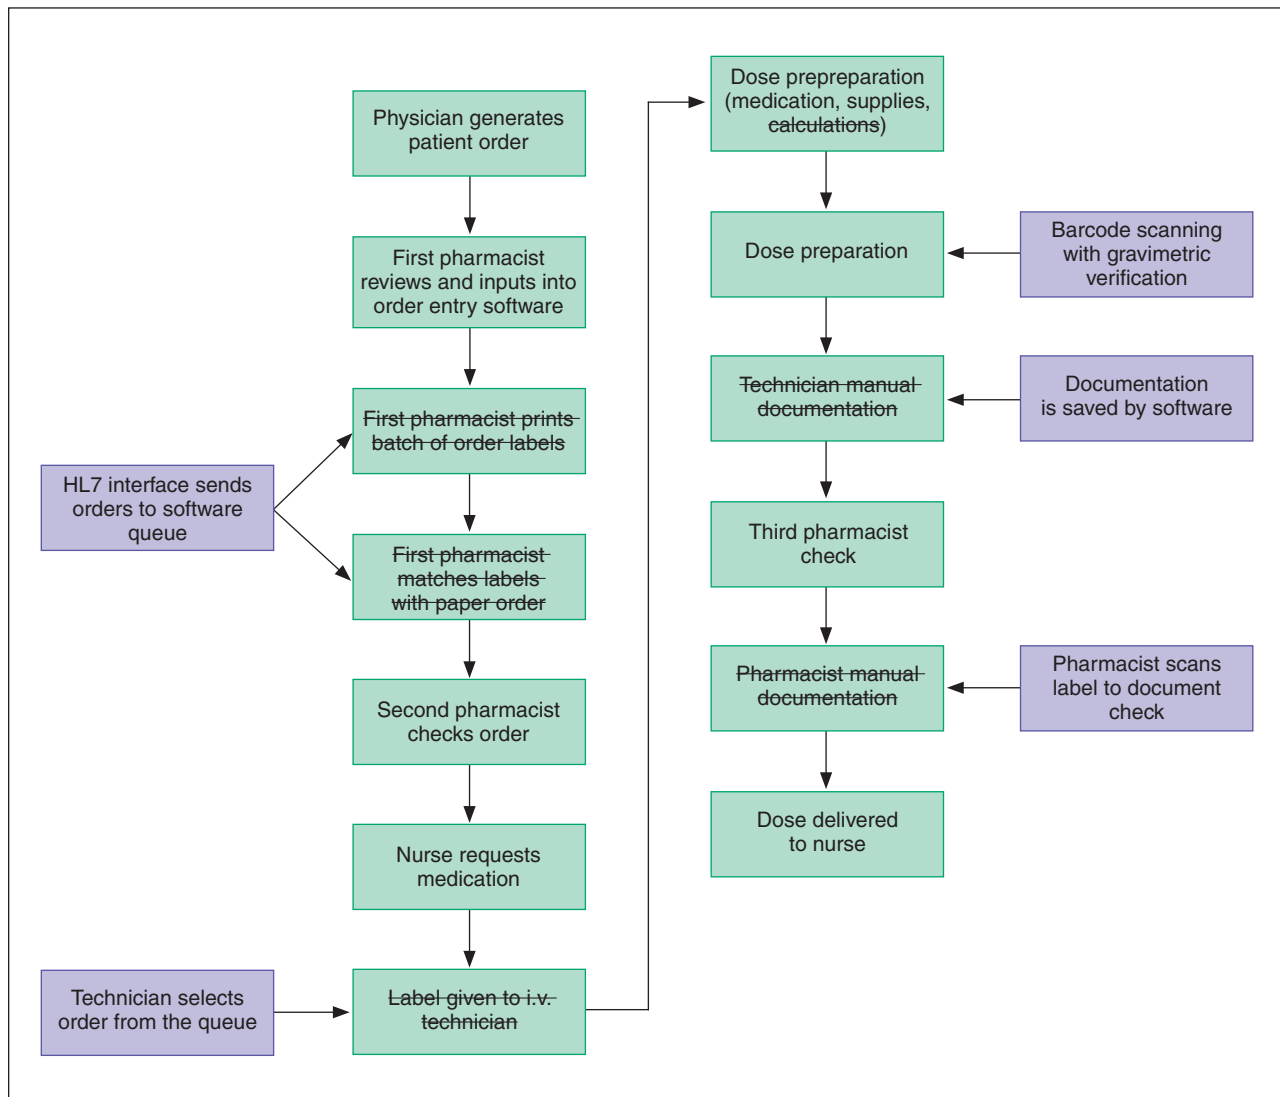 Physician generates
patient order
First pharmacist
reviews and inputs into
order entry software
First pharmacist prints
batch of order labels
HL7 interface sends
orders to software
queue
First pharmacist
matches labels
with paper order
Second pharmacist
checks order
Nurse requests
medication
Technician selects
order from the queue
Label given to i.v.
technician
Dose prepreparation
(medication, supplies,
calculations)
Dose preparation
Barcode scanning
with gravimetric
verification
Technician manual
documentation
Documentation
is saved by software
Third pharmacist
check
Pharmacist manual
documentation
Pharmacist scans
label to document
check
Dose delivered
to nurse